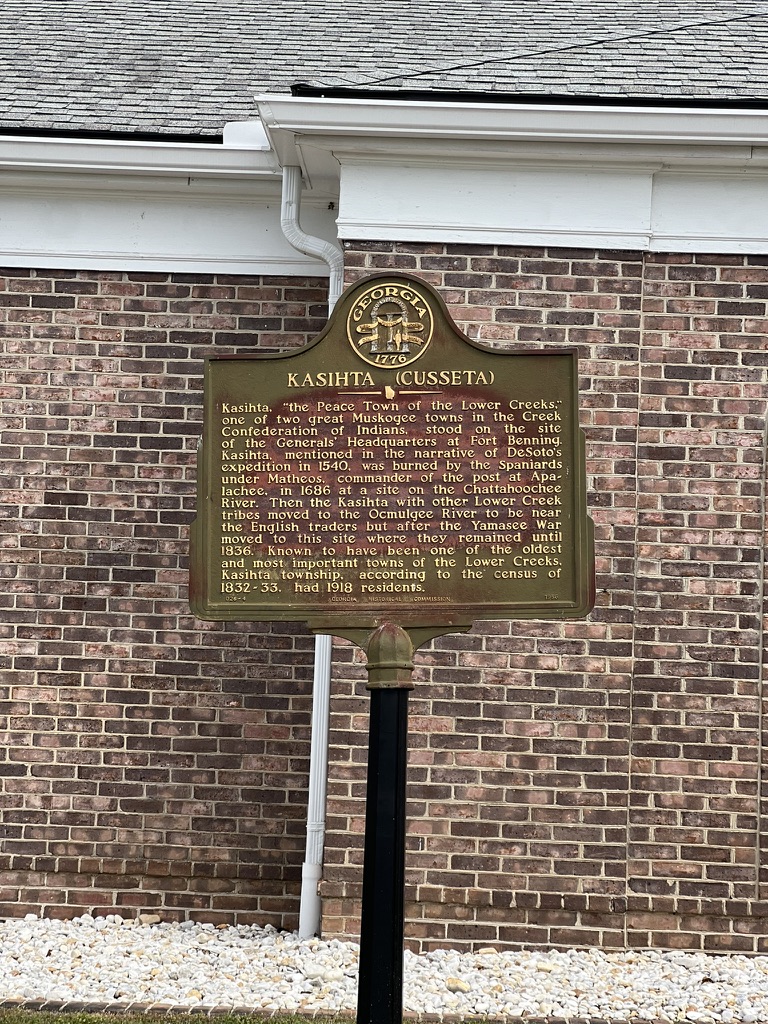 GEORGIA
1776
KASIHTA (CUSSETA)
Kasihta, "the Peace Town of the Lower Creeks,"
one of two great Muskogee towns in the Creek
Confederation of Indians, stood on the site
of the Generals' Headquarters at Fort Benning.
Kasihta, mentioned in the narrative of DeSoto's
expedition in 1540, was burned by the Spaniards
under Matheos, commander of the post at Apa-
lachee, in 1686 at a site on the Chattahoochee
River. Then the Kasihta with other Lower Creek
tribes moved to the Ocmulgee River to be near
the English traders but after the Yamasee War
moved to this site where they remained until
1836. Known to have been one of the oldest
and most important towns of the Lower Creeks,
Kasihta township, according to the census of
1832-33, had 1918 residents.
026-4 GEORGIA HISTORICAL COMMISSION